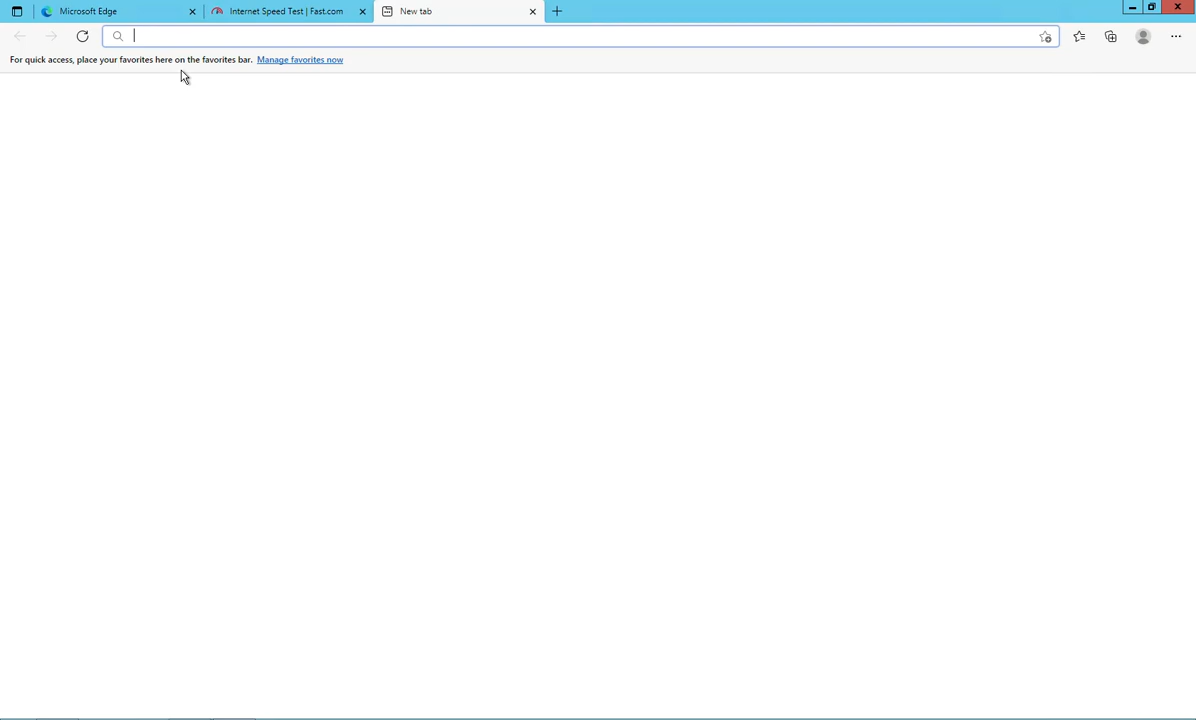 Microsoft Edge
Internet Speed Test | Fast.com
New tab
For quick access, place your favorites here on the favorites bar. Manage favorites now